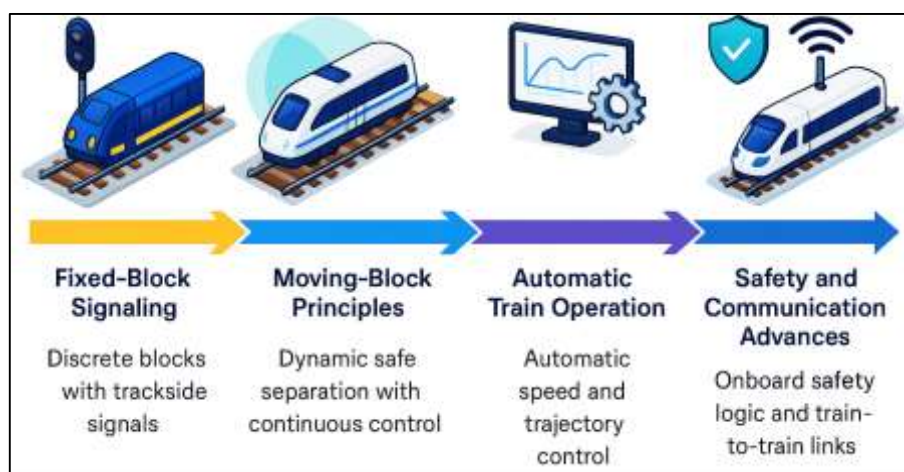 Fixed-Block
Signaling
Discrete blocks
with trackside
signals
Moving-Block
Principles
Dynamic safe
separation with
continuous control
Automatic
Train Operation
Automatic
speed and
trajectory
control
Safety and
Communication
Advances
Onboard safety
logic and train-
to-train links